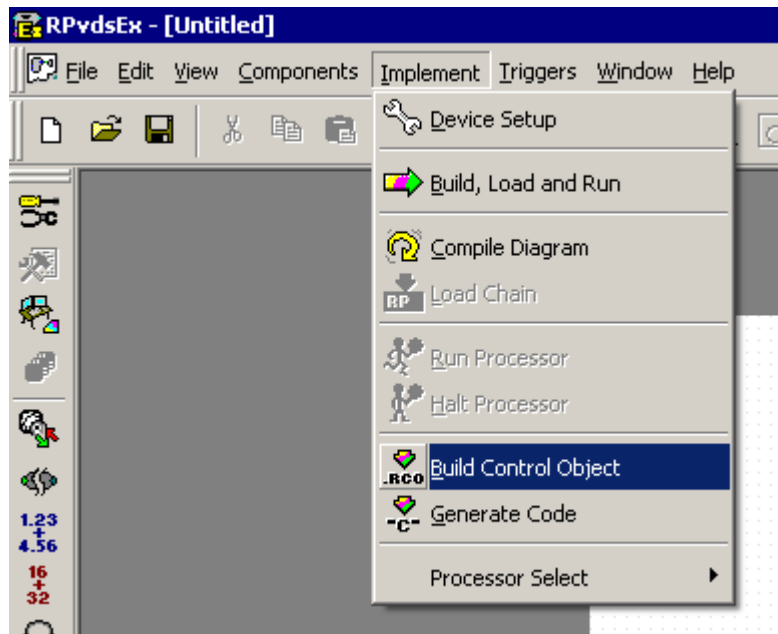 RPvdsEx - [Untitled]
File Edit View Components Implement Triggers Window Help
Device Setup
Build, Load and Run
Compile Diagram
RP Load Chain
Run Processor
Halt Processor
.RCO Build Control Object
"C" Generate Code
Processor Select
1.23
+
4.56
16
+
32